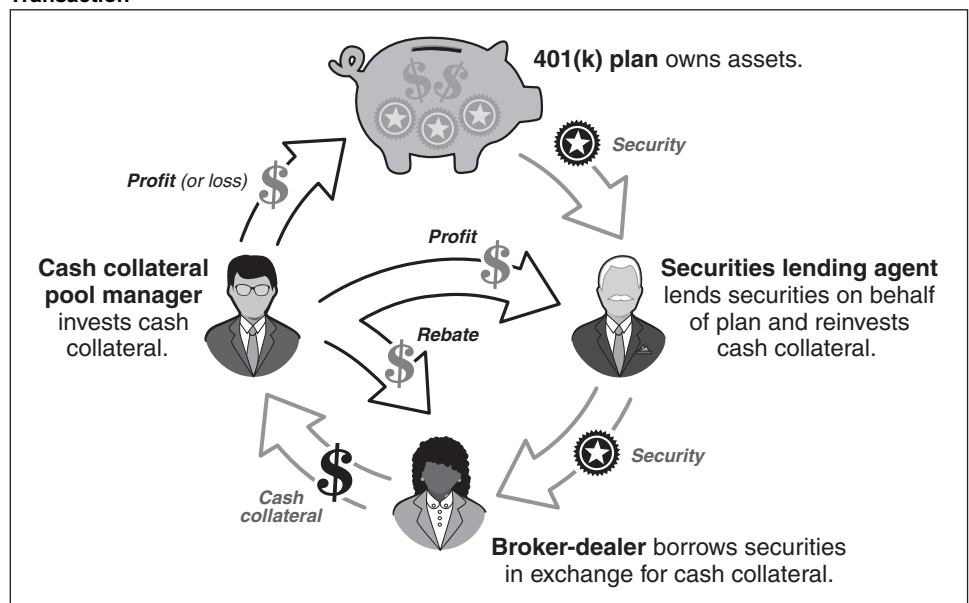 Transaction
401(k) plan owns assets.
Security
Profit (or loss)
Profit
Cash collateral
pool manager
invests cash
collateral.
Securities lending agent
lends securities on behalf
of plan and reinvests
cash collateral.
Rebate
Security
Cash
collateral
Broker-dealer borrows securities
in exchange for cash collateral.